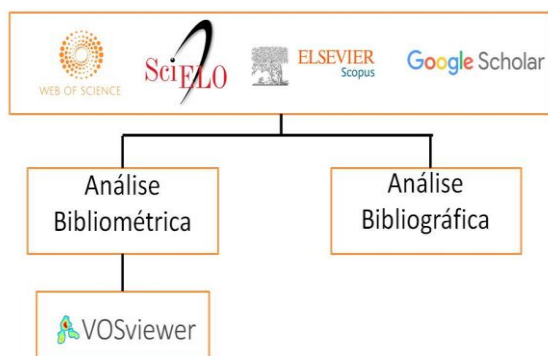 WEB OF SCIENCE
SciELO
ELSEVIER
Scopus
Google Scholar
Análise
Bibliométrica
Análise
Bibliográfica
VOSviewer